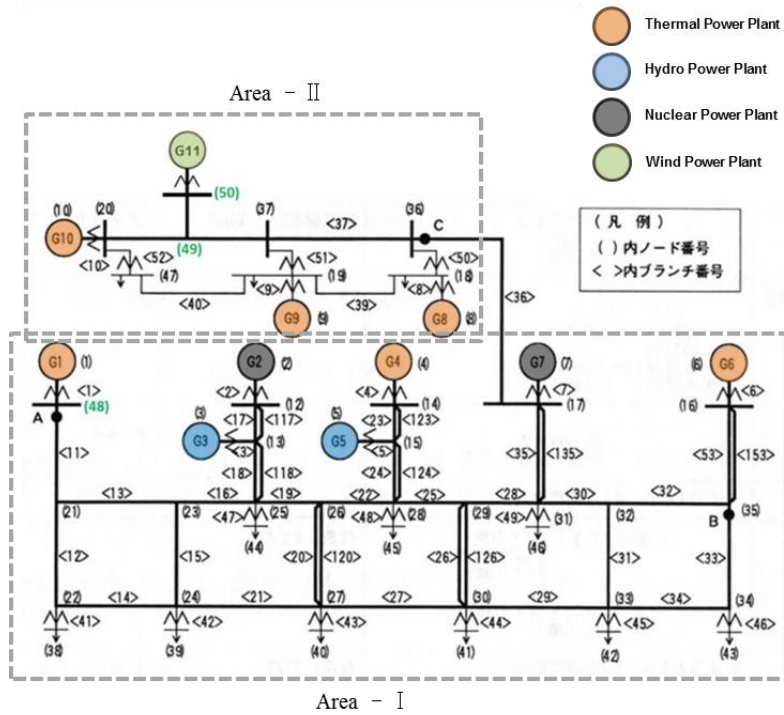 Thermal Power Plant
Hydro Power Plant
Nuclear Power Plant
Wind Power Plant
(凡 例)
( )内ノード番号
< >内ブランチ番号
Area - II
G11
(50)
(10) (20) (37) (36)
G10 <37> C
(49)
<10> <52> <51> <50>
(47) (19) (18)
<9> <8>
<40> <39>
G9 (9) G8 (8)
<36>
G1 (1) G2 (2) G4 (4) G7 (7) (6) G6
<1> <2> <4> <7> <6>
(48) (12) (14) (17) (16)
A (3) <17> <117> (5) <23> <123>
G3 (13) G5 (15)
<3> <5>
<11> <18> <118> <24> <124> <35> <135> <53> <153>
<13> <16> <19> <22> <25> <28> <30> <32>
(21) (23) <47> (25) (26) <48> (28) (29) <49> (31) (32) (35)
B
(44) (45) (46)
<12> <15> <20> <120> <26> <126> <31> <33>
<14> <21> <27> <29> <34>
(22) (24) (27) (30) (33) (34)
<41> <42> <43> <44> <45> <46>
(38) (39) (40) (41) (42) (43)
Area - I